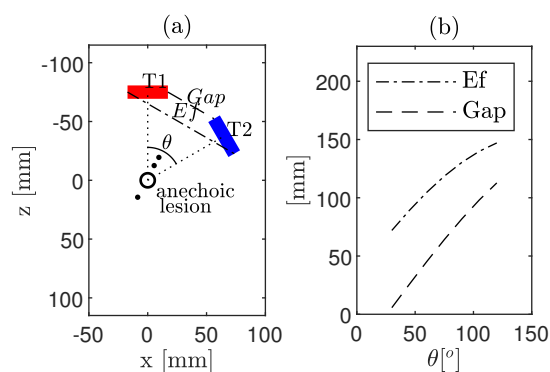 (a)
-100
-50
0
50
100
z [mm]
-50 0 50 100
x [mm]
T1
Gap
Ef
T2
θ
anechoic
lesion
(b)
200
150
100
50
0
[mm]
0 50 100 150
θ[°]
Ef
Gap